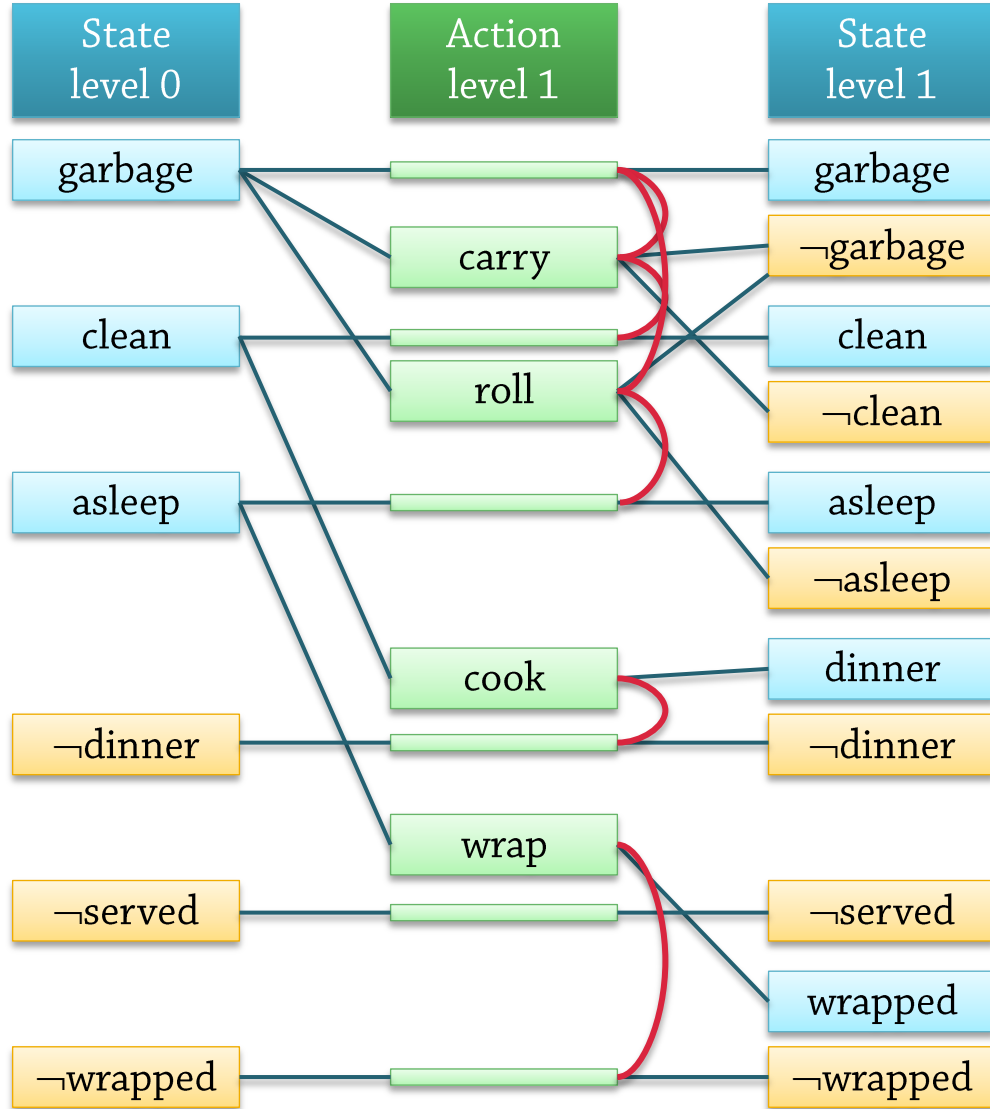 State
level 0
Action
level 1
State
level 1
garbage
garbage
carry
¬garbage
clean
clean
roll
¬clean
asleep
asleep
¬asleep
cook
dinner
¬dinner
¬dinner
wrap
¬served
¬served
wrapped
¬wrapped
¬wrapped